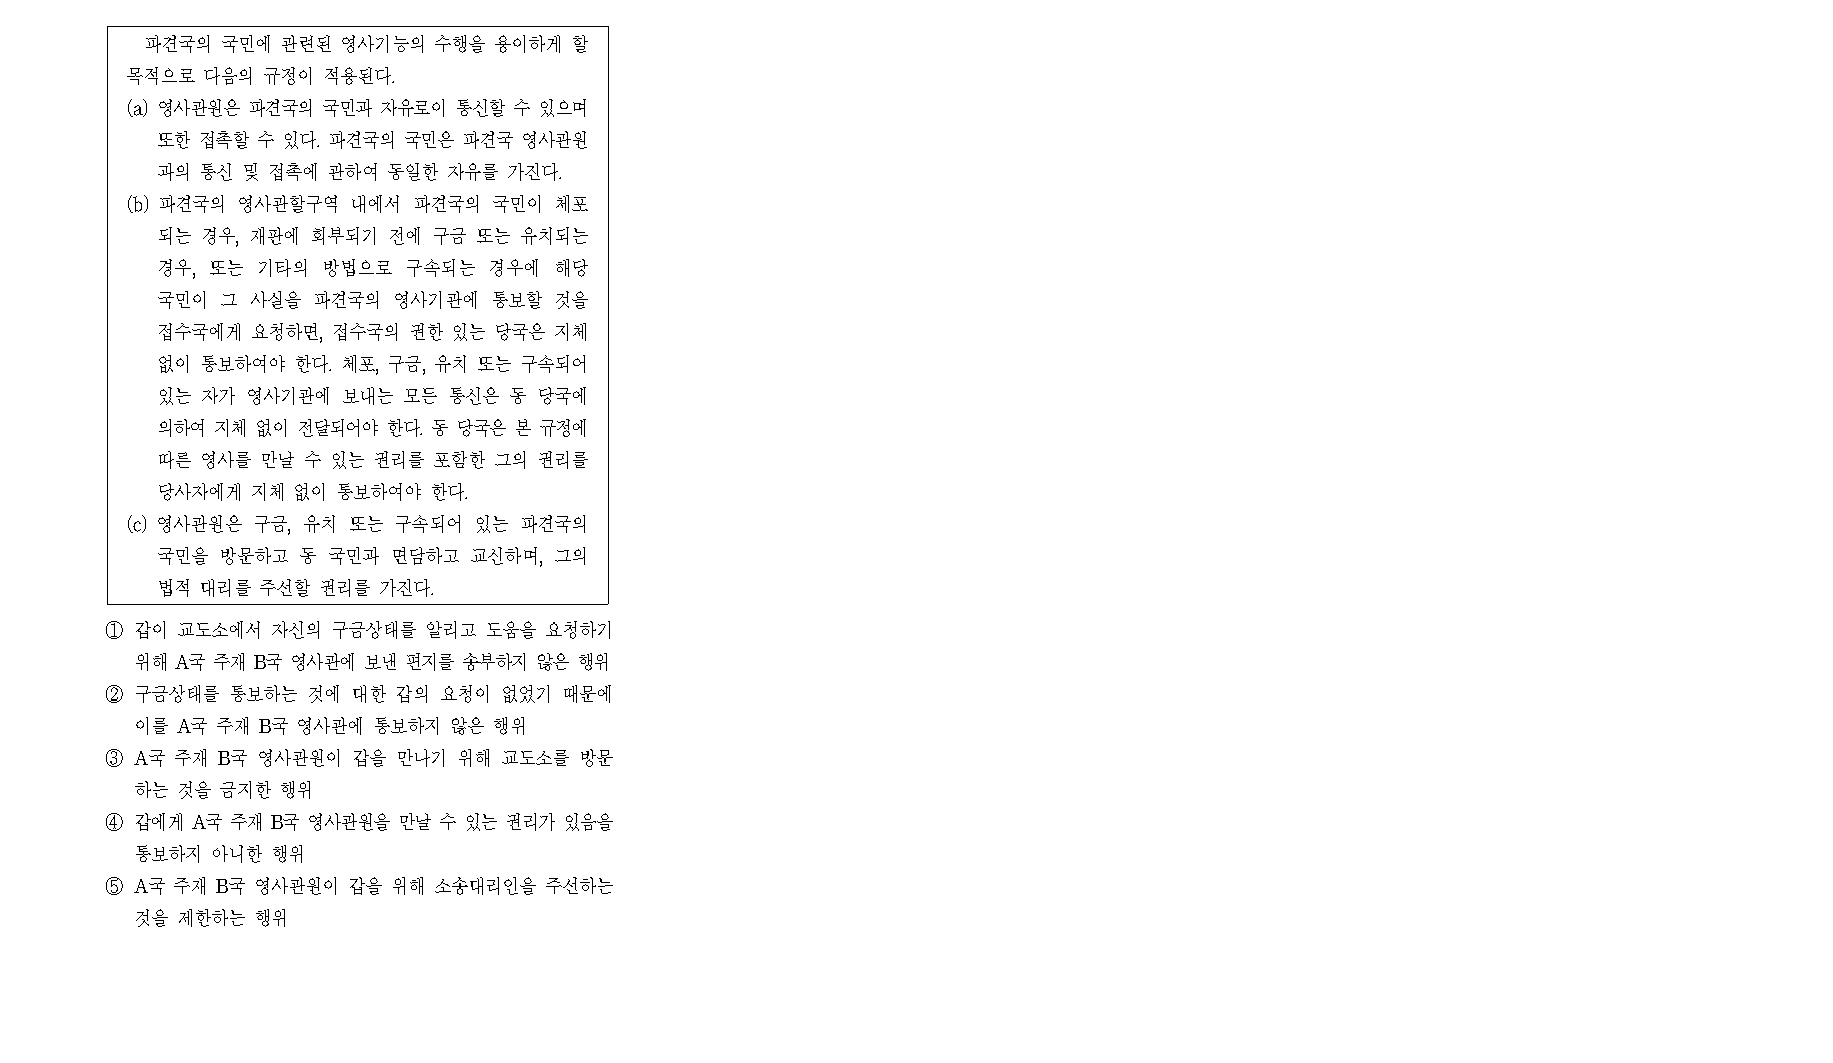 파견국의 국민에 관련된 영사기능의 수행을 용이하게 할
목적으로 다음의 규정이 적용된다.
(a) 영사관원은 파견국의 국민과 자유로이 통신할 수 있으며
또한 접촉할 수 있다. 파견국의 국민은 파견국 영사관원
과의 통신 및 접촉에 관하여 동일한 자유를 가진다.
(b) 파견국의 영사관할구역 내에서 파견국의 국민이 체포
되는 경우, 재판에 회부되기 전에 구금 또는 유치되는
경우, 또는 기타의 방법으로 구속되는 경우에 해당
국민이 그 사실을 파견국의 영사기관에 통보할 것을
접수국에게 요청하면, 접수국의 권한 있는 당국은 지체
없이 통보하여야 한다. 체포, 구금, 유치 또는 구속되어
있는 자가 영사기관에 보내는 모든 통신은 동 당국에
의하여 지체 없이 전달되어야 한다. 동 당국은 본 규정에
따른 영사를 만날 수 있는 권리를 포함한 그의 권리를
당사자에게 지체 없이 통보하여야 한다.
(c) 영사관원은 구금, 유치 또는 구속되어 있는 파견국의
국민을 방문하고 동 국민과 면담하고 교신하며, 그의
법적 대리를 주선할 권리를 가진다.
① 갑이 교도소에서 자신의 구금상태를 알리고 도움을 요청하기
위해 A국 주재 B국 영사관에 보낸 편지를 송부하지 않은 행위
② 구금상태를 통보하는 것에 대한 갑의 요청이 없었기 때문에
이를 A국 주재 B국 영사관에 통보하지 않은 행위
③ A국 주재 B국 영사관원이 갑을 만나기 위해 교도소를 방문
하는 것을 금지한 행위
④ 갑에게 A국 주재 B국 영사관원을 만날 수 있는 권리가 있음을
통보하지 아니한 행위
⑤ A국 주재 B국 영사관원이 갑을 위해 소송대리인을 주선하는
것을 제한하는 행위